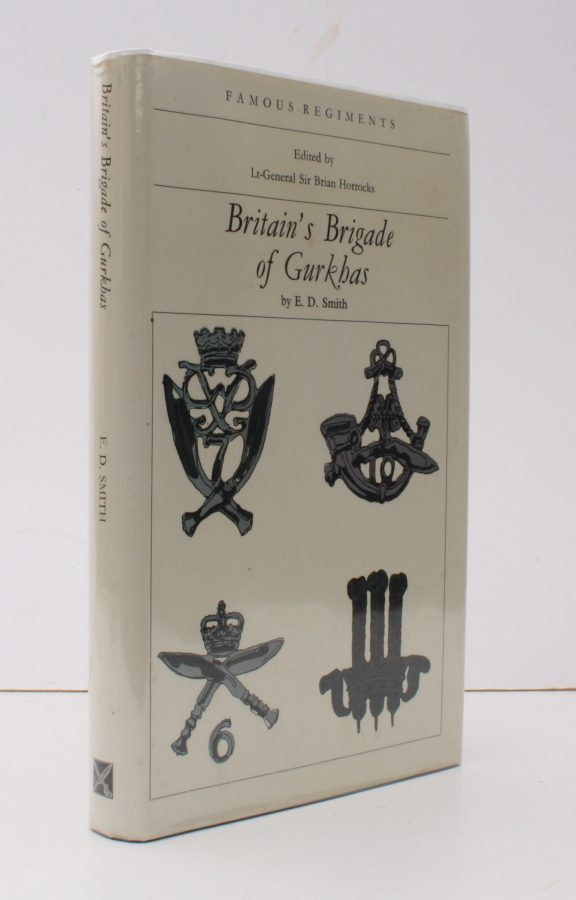 FAMOUS REGIMENTS
Edited by
Lt-General Sir Brian Horrocks
Britain's Brigade
of Gurkhas
by E. D. Smith
7
10
6
Britain's Brigade of Gurkhas
E. D. SMITH